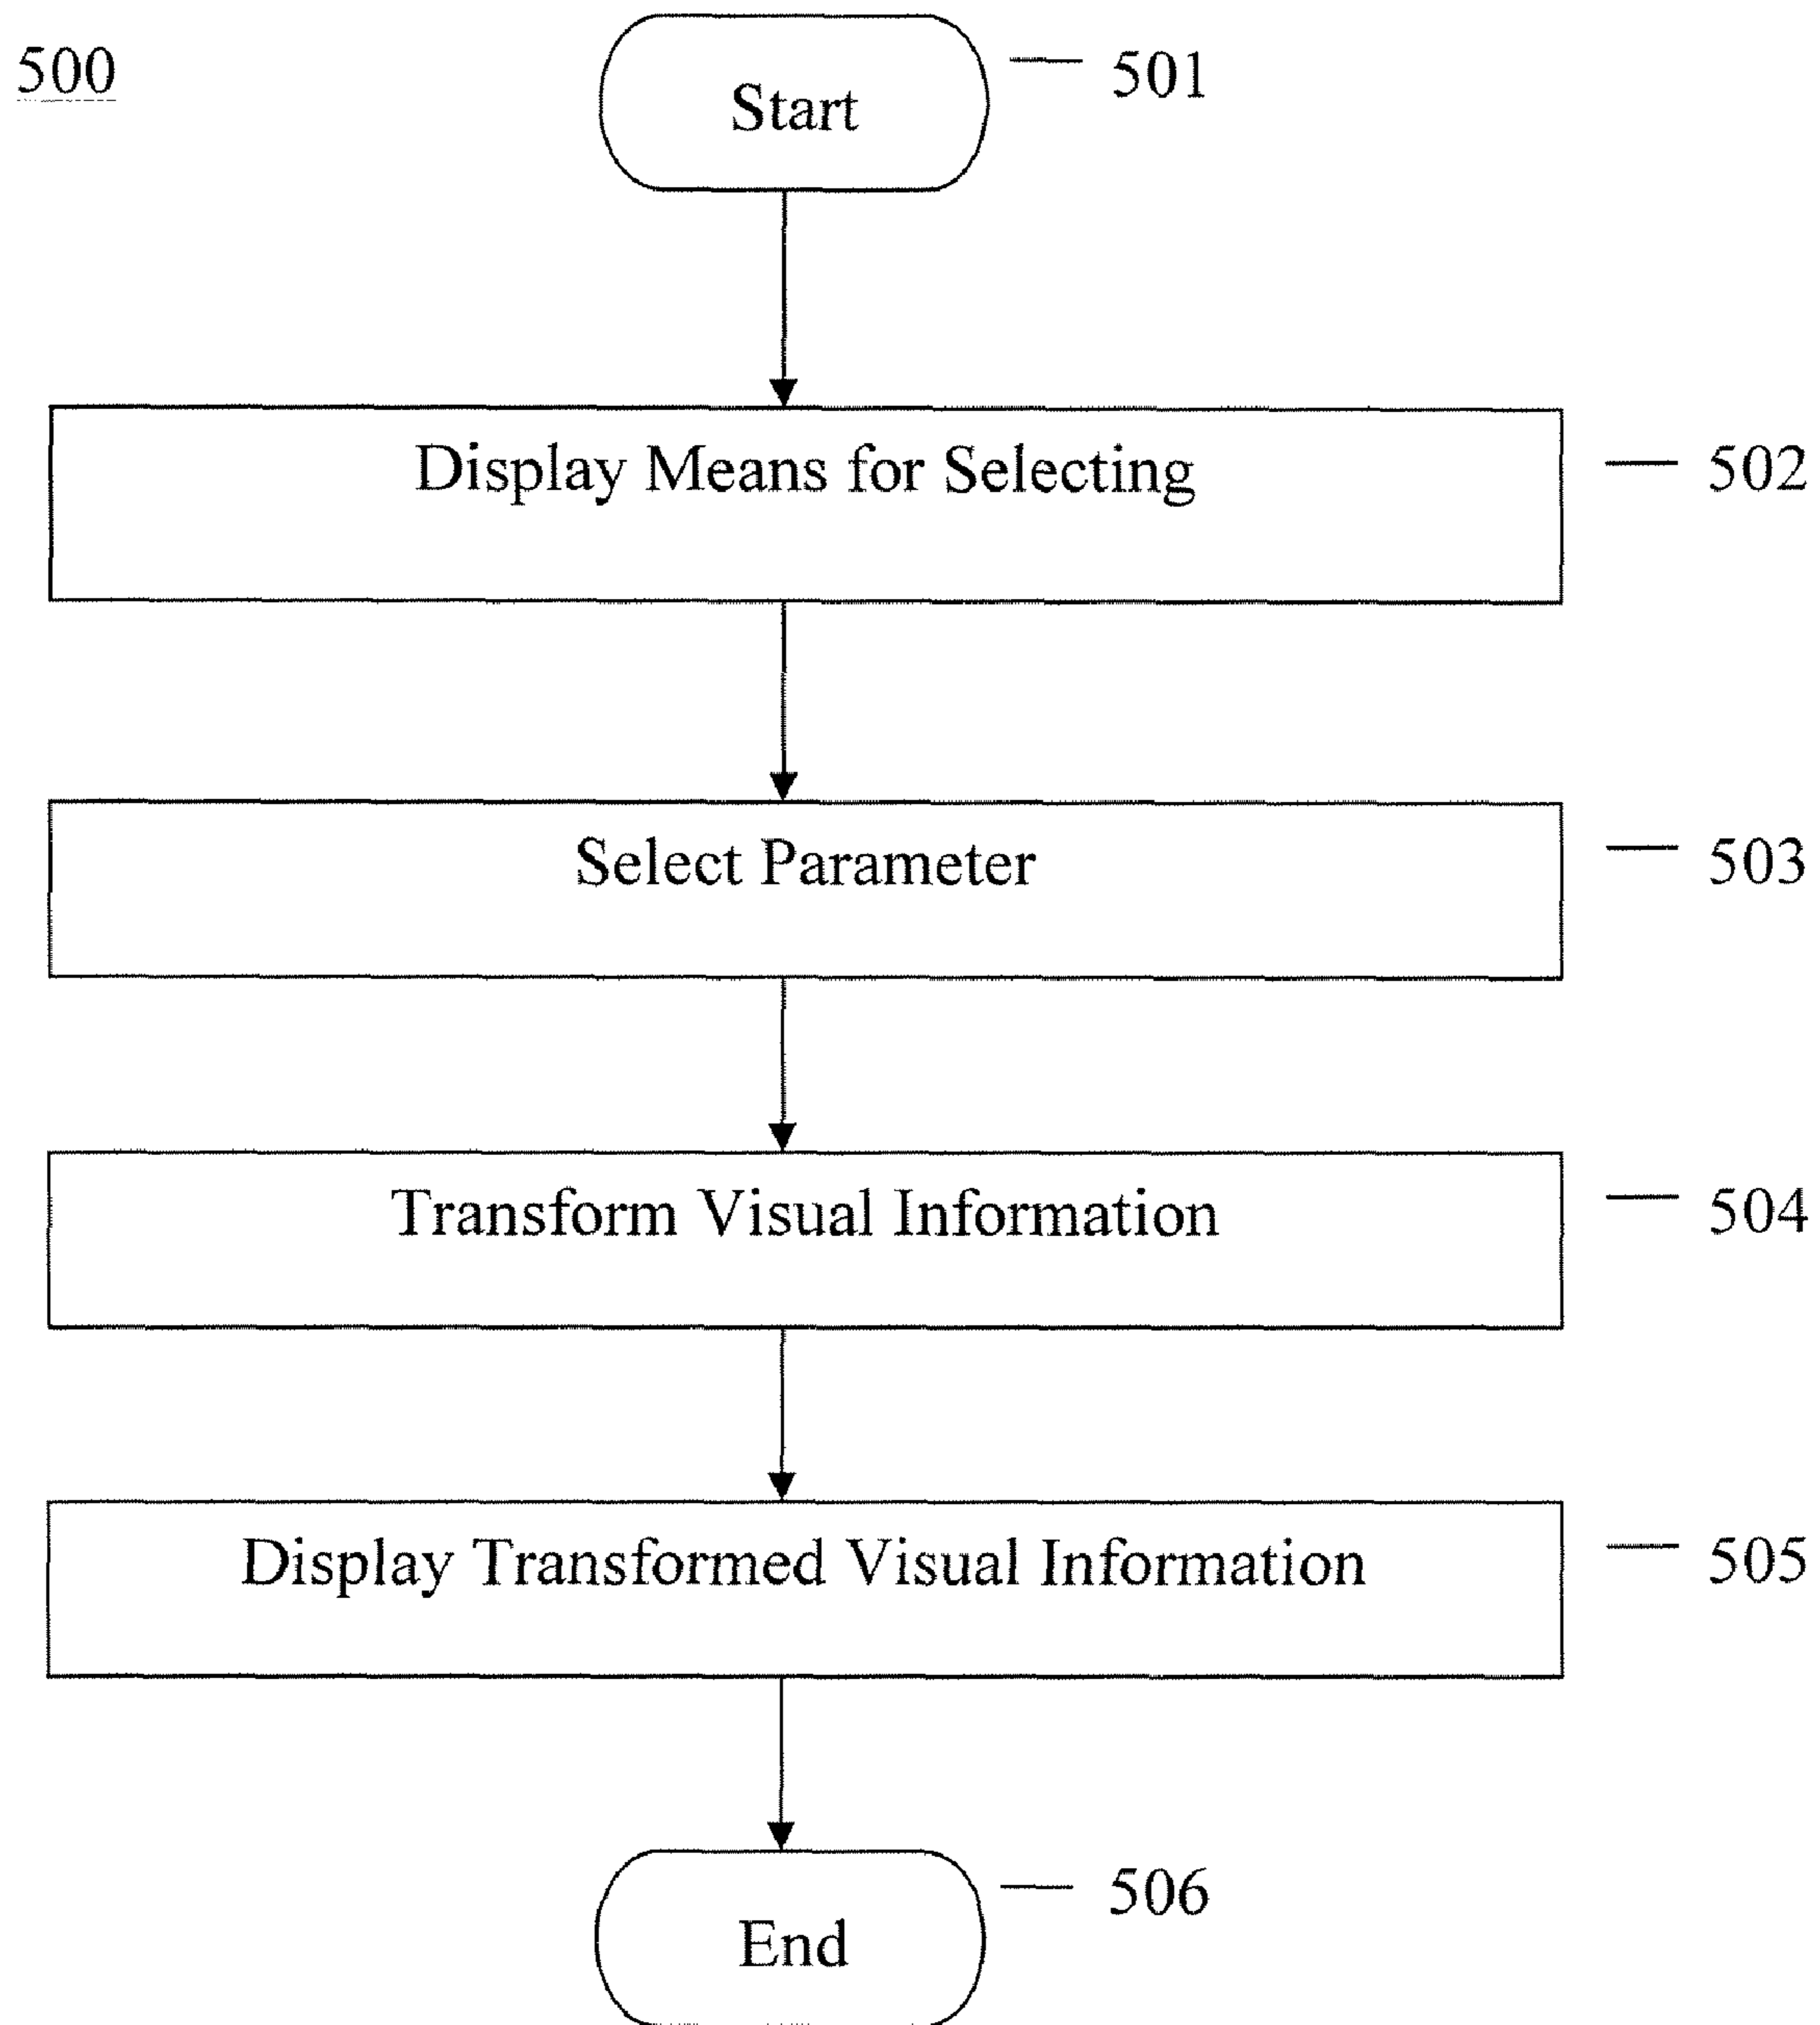 500
Start
501
Display Means for Selecting
502
Select Parameter
503
Transform Visual Information
504
Display Transformed Visual Information
505
506
End